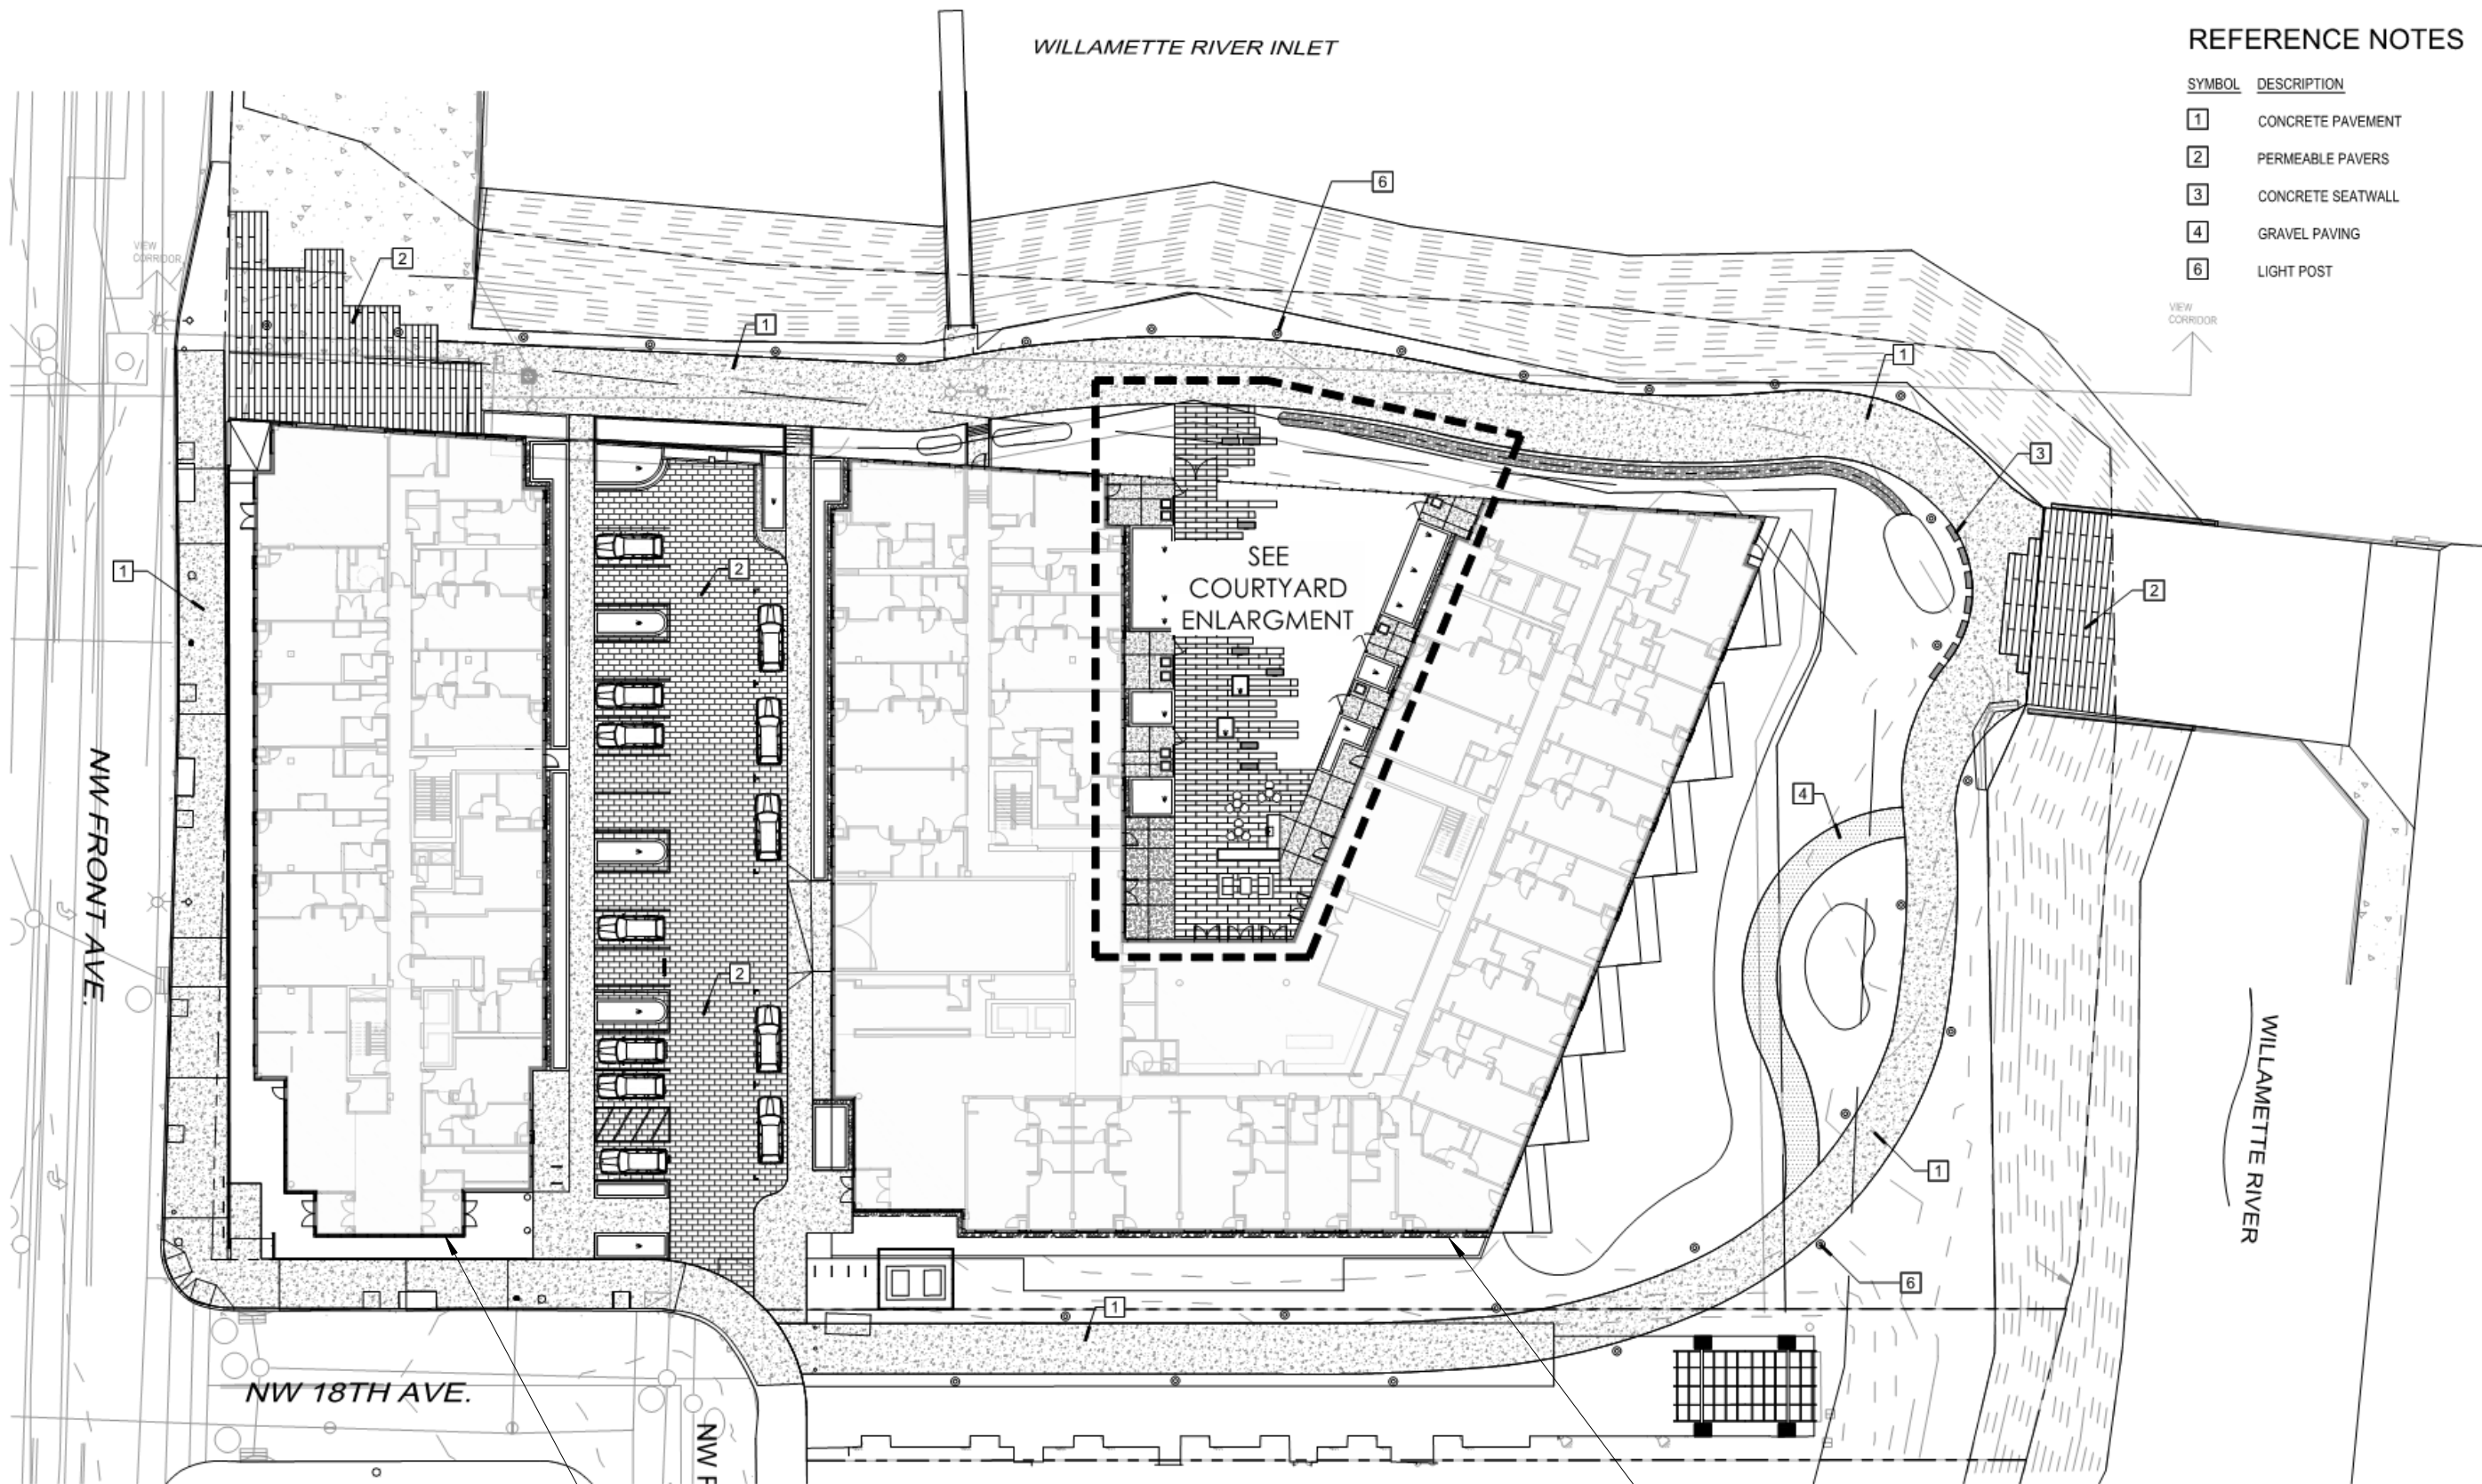 WILLAMETTE RIVER INLET
REFERENCE NOTES
SYMBOL DESCRIPTION
1 CONCRETE PAVEMENT
2 PERMEABLE PAVERS
3 CONCRETE SEATWALL
4 GRAVEL PAVING
6 LIGHT POST
6
VIEW
CORRIDOR
2
VIEW
CORRIDOR
1
1
3
SEE
COURTYARD
ENLARGMENT
1
2
2
4
NW FRONT AVE.
2
WILLAMETTE RIVER
1
6
1
NW 18TH AVE.
NW